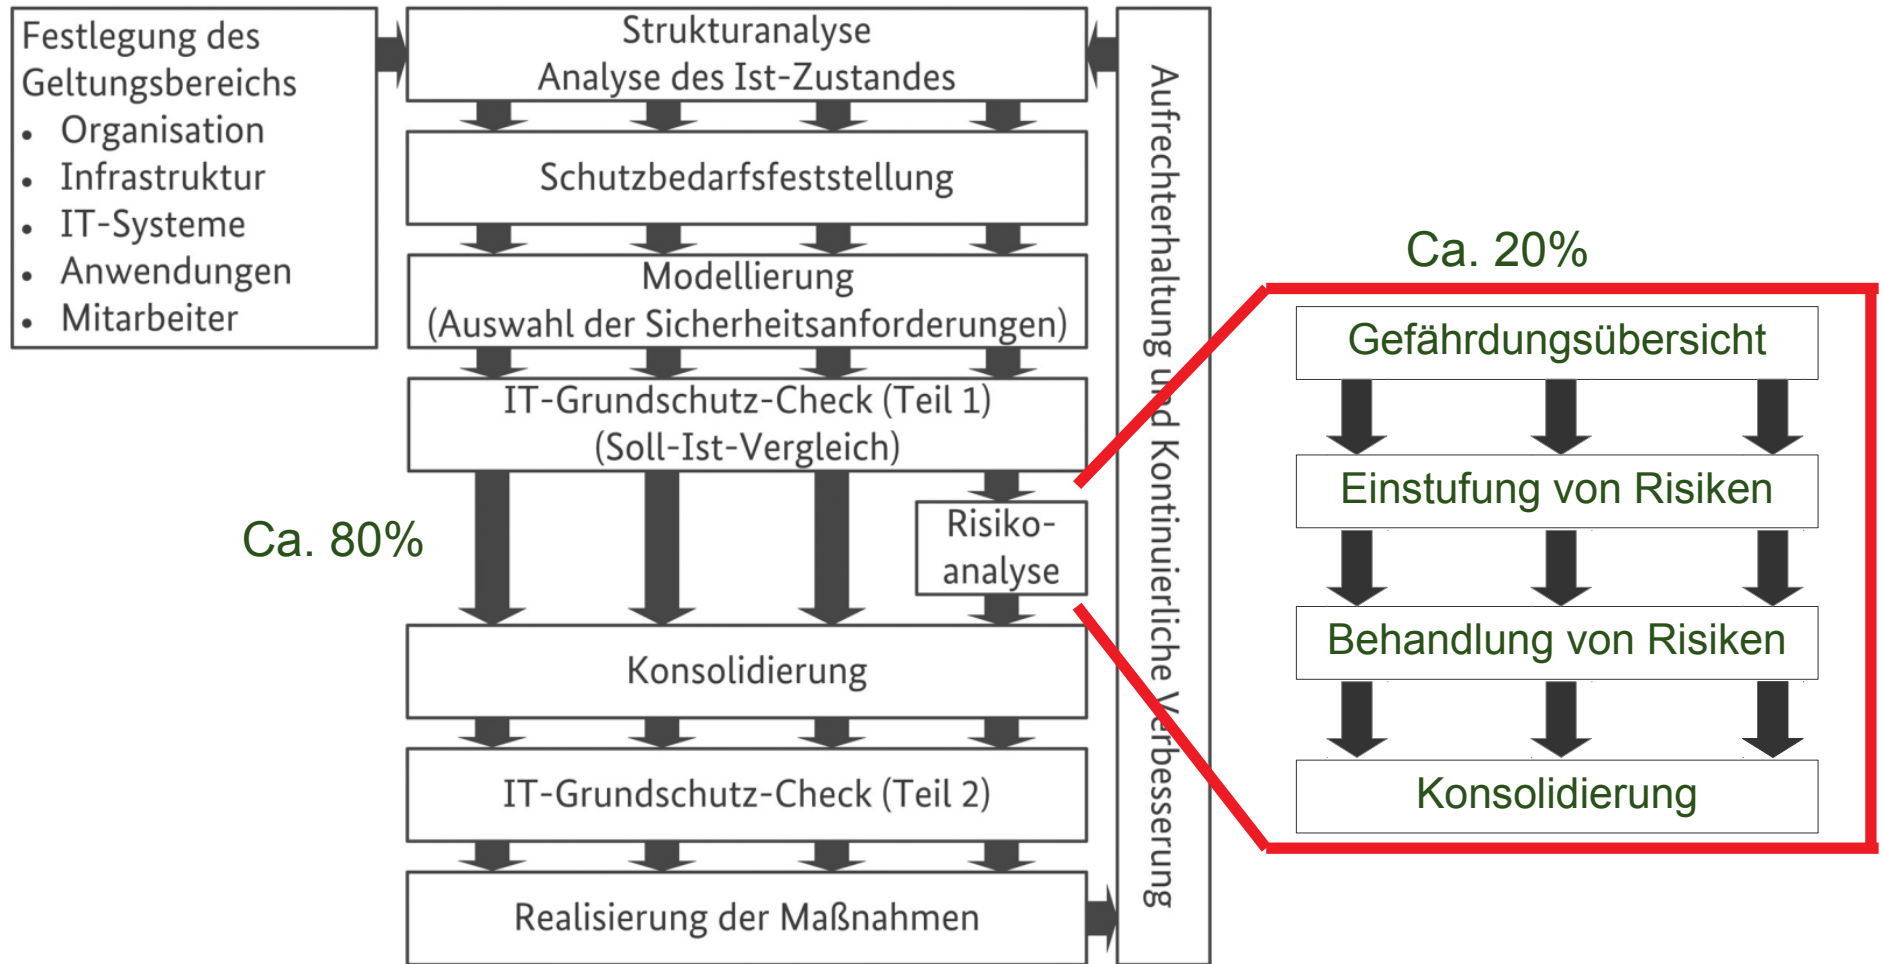 Festlegung des
Geltungsbereichs
• Organisation
• Infrastruktur
• IT-Systeme
• Anwendungen
• Mitarbeiter
Strukturanalyse
Analyse des Ist-Zustandes
Schutzbedarfsfeststellung
Modellierung
(Auswahl der Sicherheitsanforderungen)
IT-Grundschutz-Check (Teil 1)
(Soll-Ist-Vergleich)
Ca. 80%
Risiko-
analyse
Konsolidierung
IT-Grundschutz-Check (Teil 2)
Realisierung der Maßnahmen
Aufrechterhaltung und Kontinuierliche Verbesserung
Ca. 20%
Gefährdungsübersicht
Einstufung von Risiken
Behandlung von Risiken
Konsolidierung